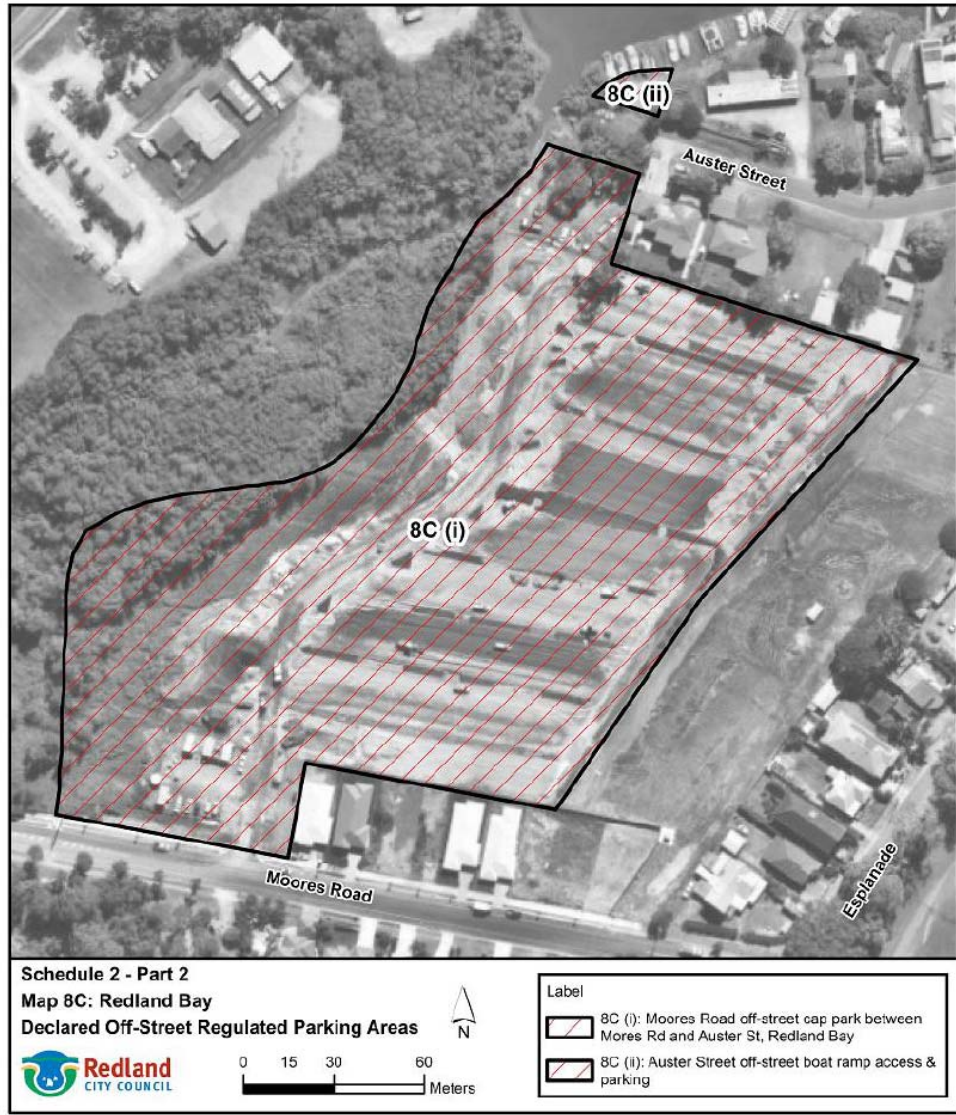 8C (ii)
Auster Street
8C (i)
Moores Road
Esplanade
Schedule 2 - Part 2
Map 8C: Redland Bay
Declared Off-Street Regulated Parking Areas
N
Redland
CITY COUNCIL
0 15 30 60
Meters
Label
8C (i): Moores Road off-street cap park between
Mores Rd and Auster St, Redland Bay
8C (ii): Auster Street off-street boat ramp access &
parking